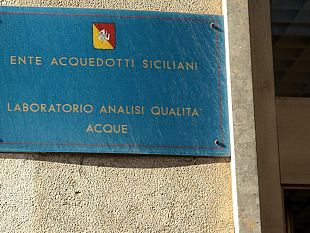 ENTE ACQUEDOTTI SICILIANI
LABORATORIO ANALISI QUALITA'
ACQUE